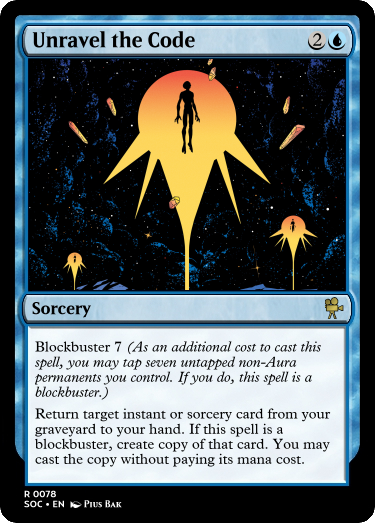 Unravel the Code 2
Sorcery
Blockbuster 7 (As an additional cost to cast this
spell, you may tap seven untapped non-Aura
permanents you control. If you do, this spell is a
blockbuster.)
Return target instant or sorcery card from your
graveyard to your hand. If this spell is a
blockbuster, create copy of that card. You may
cast the copy without paying its mana cost.
R 0078
SOC • EN Pius Bak